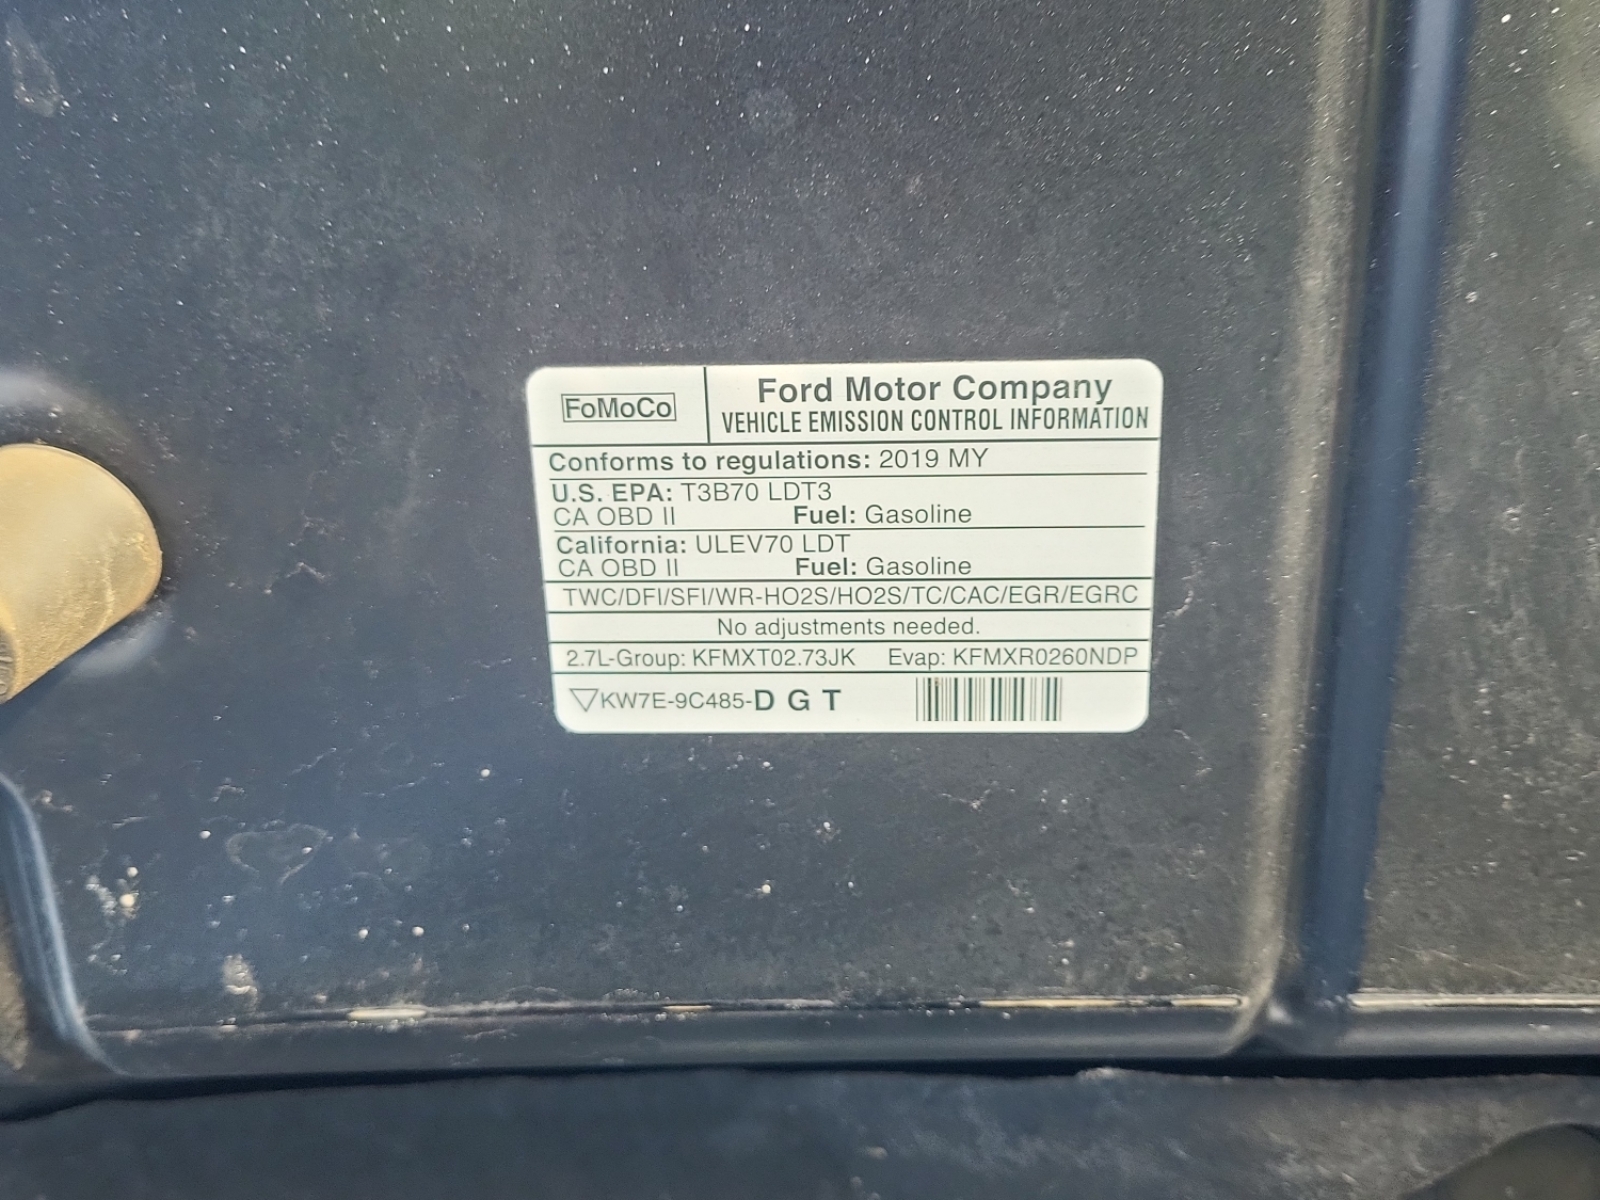 FoMoCo
Ford Motor Company
VEHICLE EMISSION CONTROL INFORMATION
Conforms to regulations: 2019 MY
U.S. EPA: T3B70 LDT3
CA OBD II Fuel: Gasoline
California: ULEV70 LDT
CA OBD II Fuel: Gasoline
TWC/DFI/SFI/WR-HO2S/HO2S/TC/CAC/EGR/EGRC
No adjustments needed.
2.7L-Group: KFMXT02.73JK Evap: KFMXR0260NDP
▽KW7E-9C485-D G T